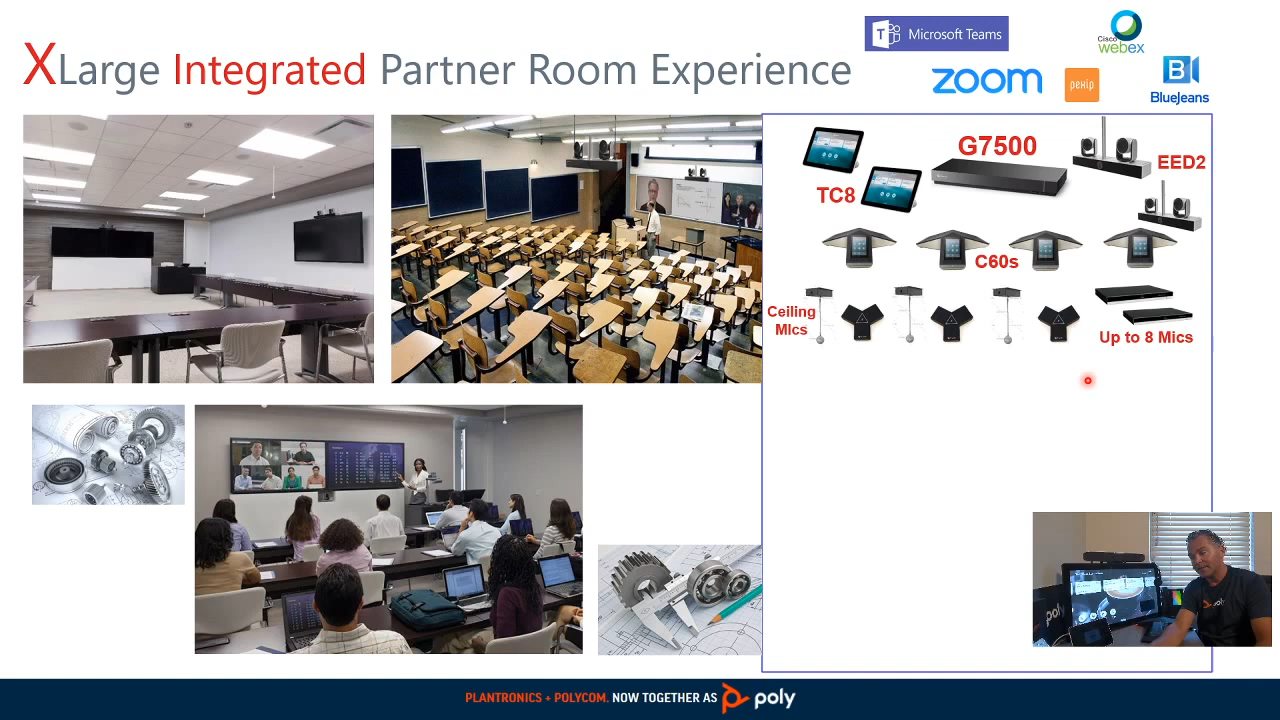 XLarge Integrated Partner Room Experience
Microsoft Teams
Cisco
webex
zoom
pexip
BlueJeans
G7500
EED2
TC8
C60s
Ceiling
MIcs
Up to 8 Mics
poly
PLANTRONICS + POLYCOM. NOW TOGETHER AS poly